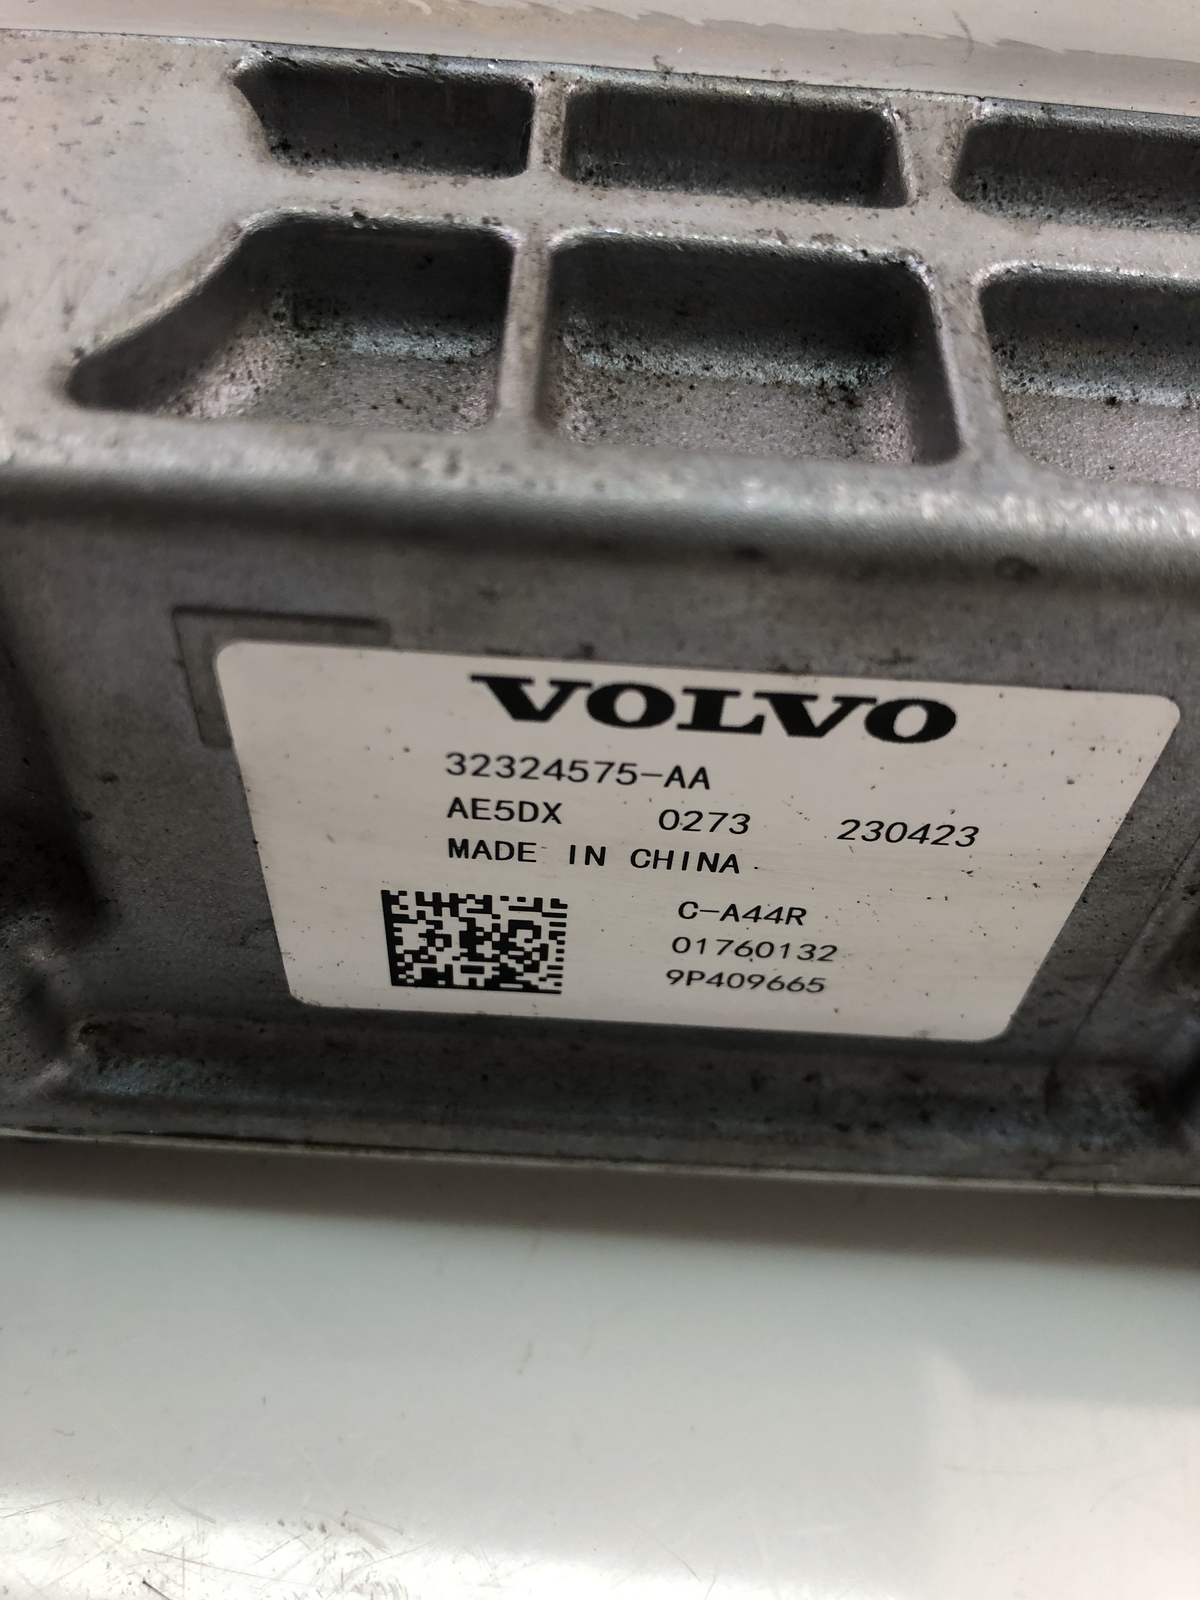 VOLVO
32324575-AA
AE5DX 0273 230423
MADE IN CHINA
C-A44R
01760132
9P409665